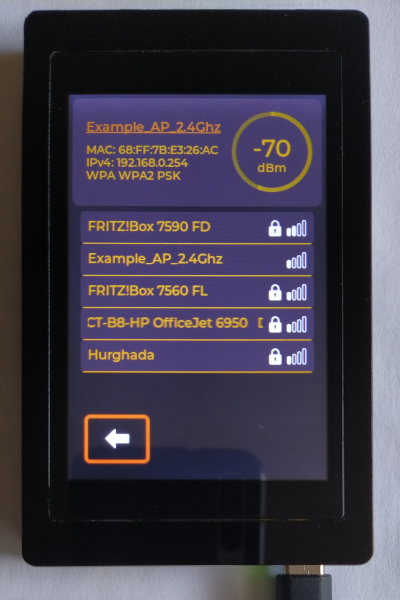 Example_AP_2.4Ghz
MAC: 68:FF:7B:E3:26:AC
IPv4: 192.168.0.254
WPA WPA2 PSK
-70
dBm
FRITZ!Box 7590 FD
Example_AP_2.4Ghz
FRITZ!Box 7560 FL
CT-B8-HP OfficeJet 6950
Hurghada